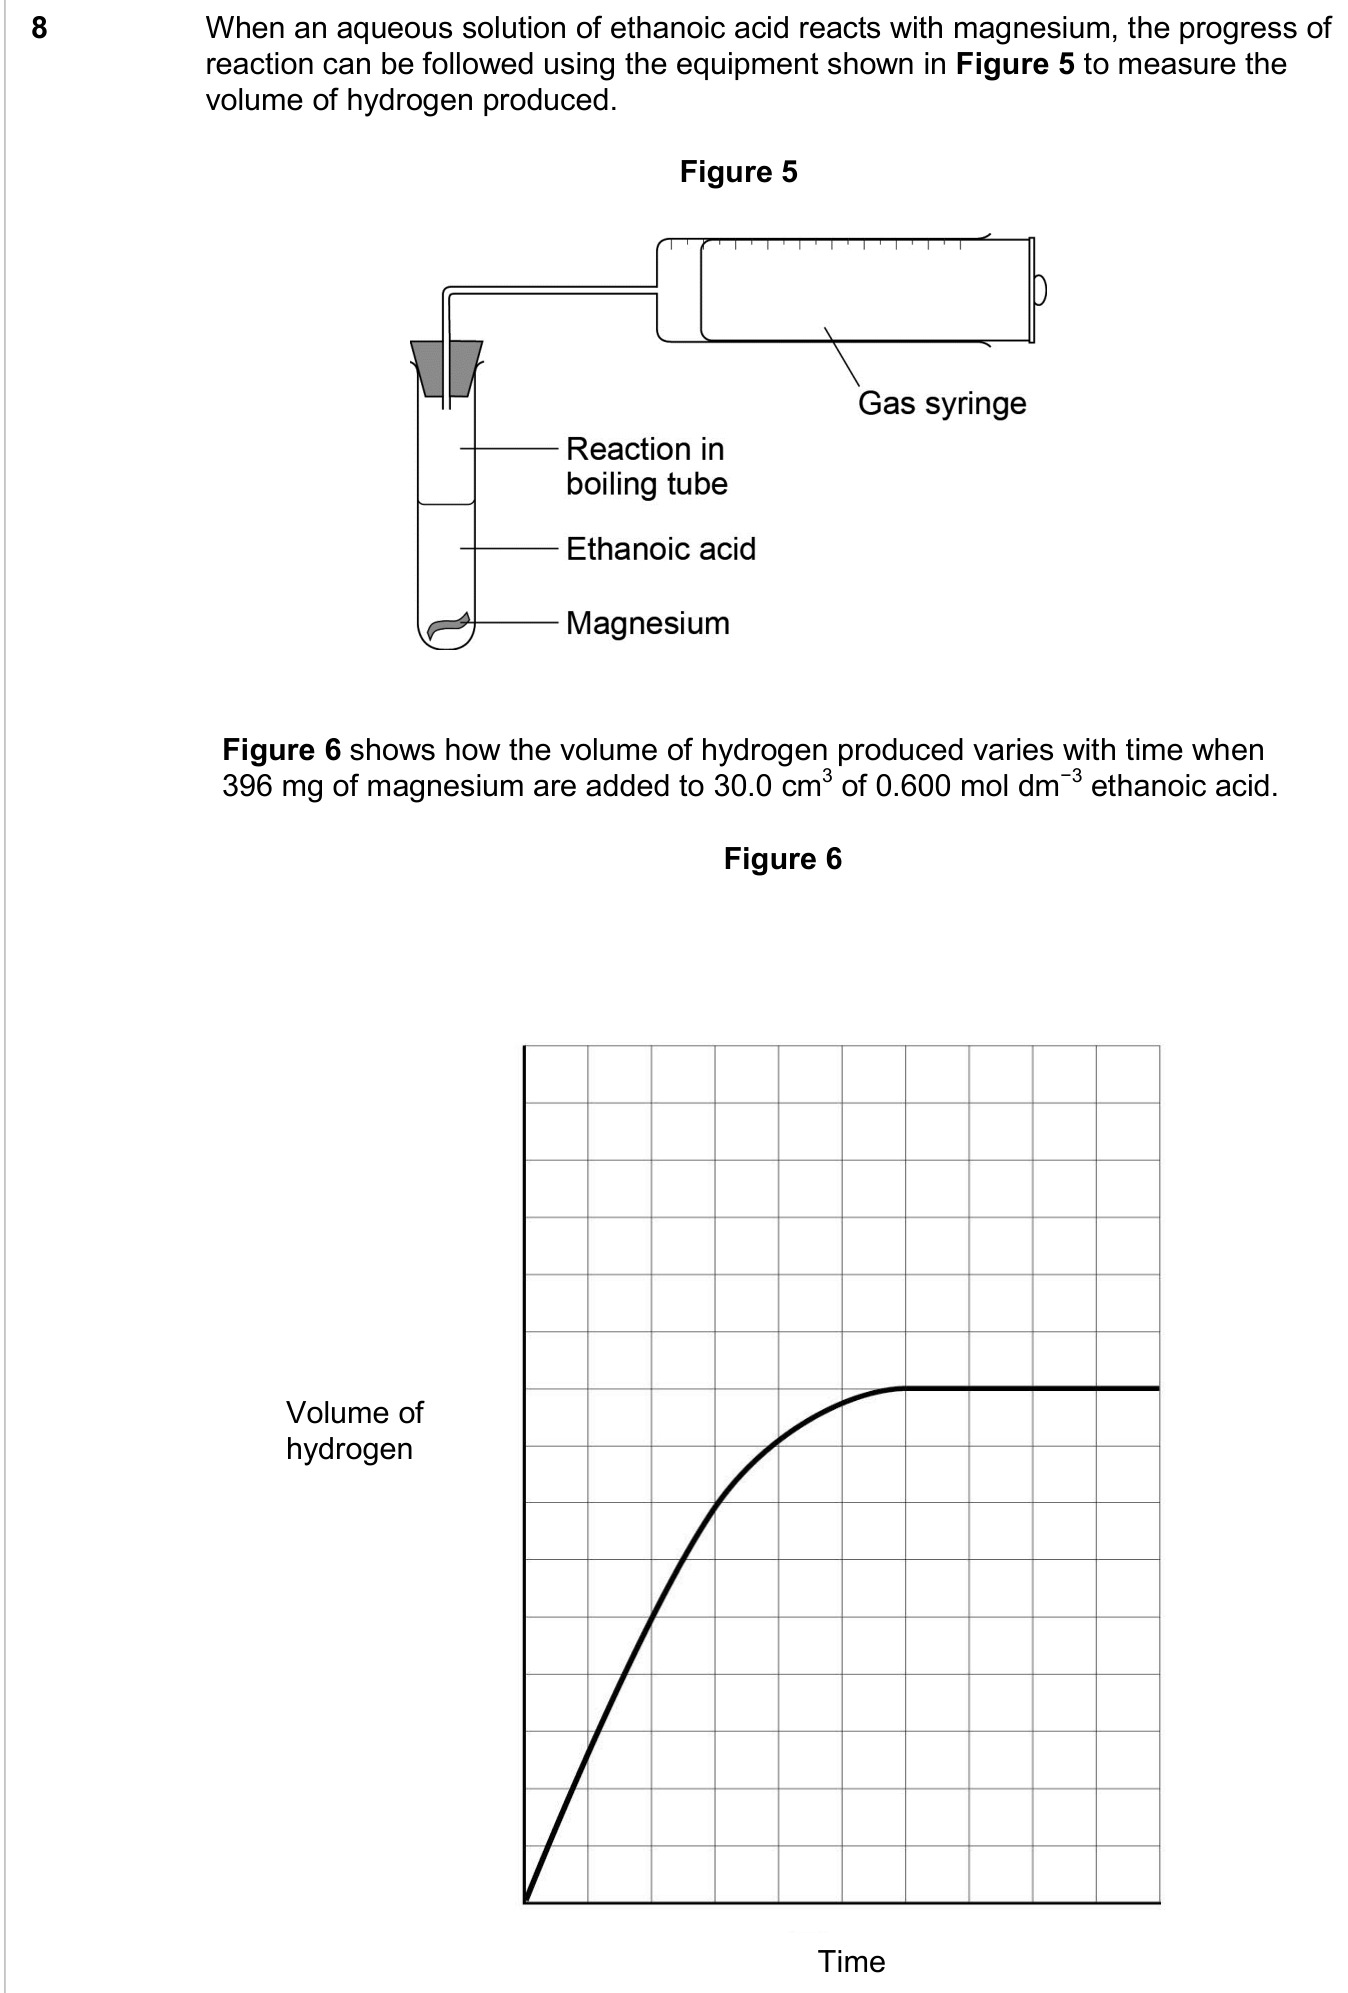 8
When an aqueous solution of ethanoic acid reacts with magnesium, the progress of
reaction can be followed using the equipment shown in Figure 5 to measure the
volume of hydrogen produced.
Figure 5
Gas syringe
Reaction in
boiling tube
Ethanoic acid
Magnesium
Figure 6 shows how the volume of hydrogen produced varies with time when
396 mg of magnesium are added to 30.0 cm³ of 0.600 mol dm⁻³ ethanoic acid.
Figure 6
Volume of
hydrogen
Time